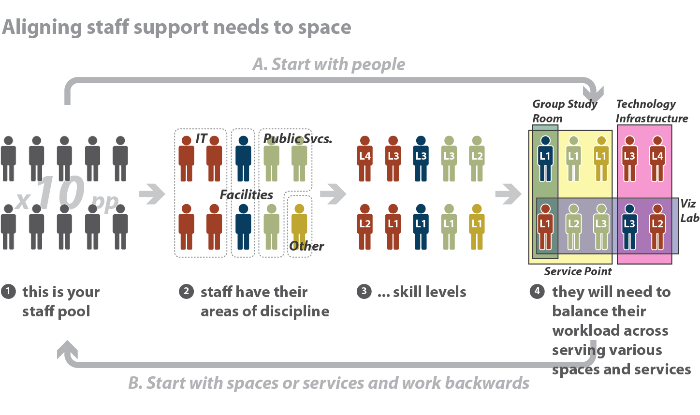 Aligning staff support needs to space
A. Start with people
x10 pp
IT
Public Svcs.
Facilities
Other
L4 L3 L3 L3 L2
L2 L1 L1 L1 L1
Group Study
Room
Technology
Infrastructure
L1 L1 L1 L3 L4
L1 L2 L3 L3 L2
Viz
Lab
Service Point
1 this is your
staff pool
2 staff have their
areas of discipline
3 ... skill levels
4 they will need to
balance their
workload across
serving various
spaces and services
B. Start with spaces or services and work backwards